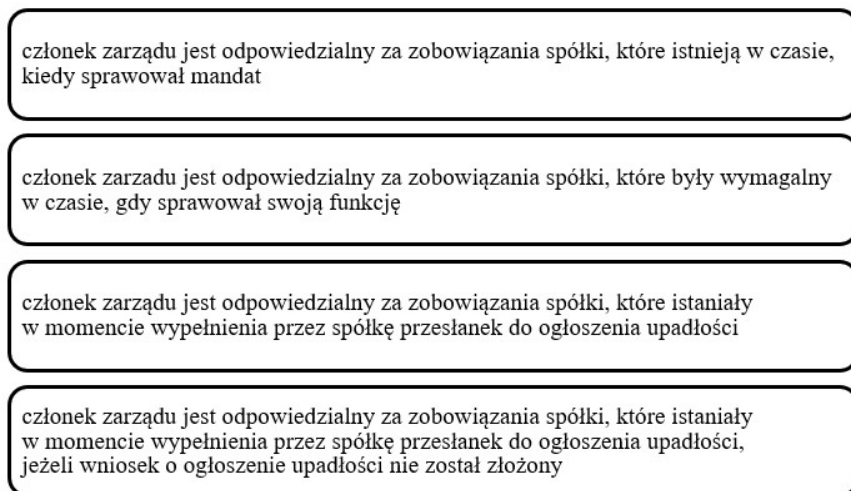 członek zarządu jest odpowiedzialny za zobowiązania spółki, które istnieją w czasie,
kiedy sprawował mandat
członek zarzadu jest odpowiedzialny za zobowiązania spółki, które były wymagalny
w czasie, gdy sprawował swoją funkcję
członek zarządu jest odpowiedzialny za zobowiązania spółki, które istaniały
w momencie wypełnienia przez spółkę przesłanek do ogłoszenia upadłości
członek zarządu jest odpowiedzialny za zobowiązania spółki, które istaniały
w momencie wypełnienia przez spółkę przesłanek do ogłoszenia upadłości,
jeżeli wniosek o ogłoszenie upadłości nie został złożony